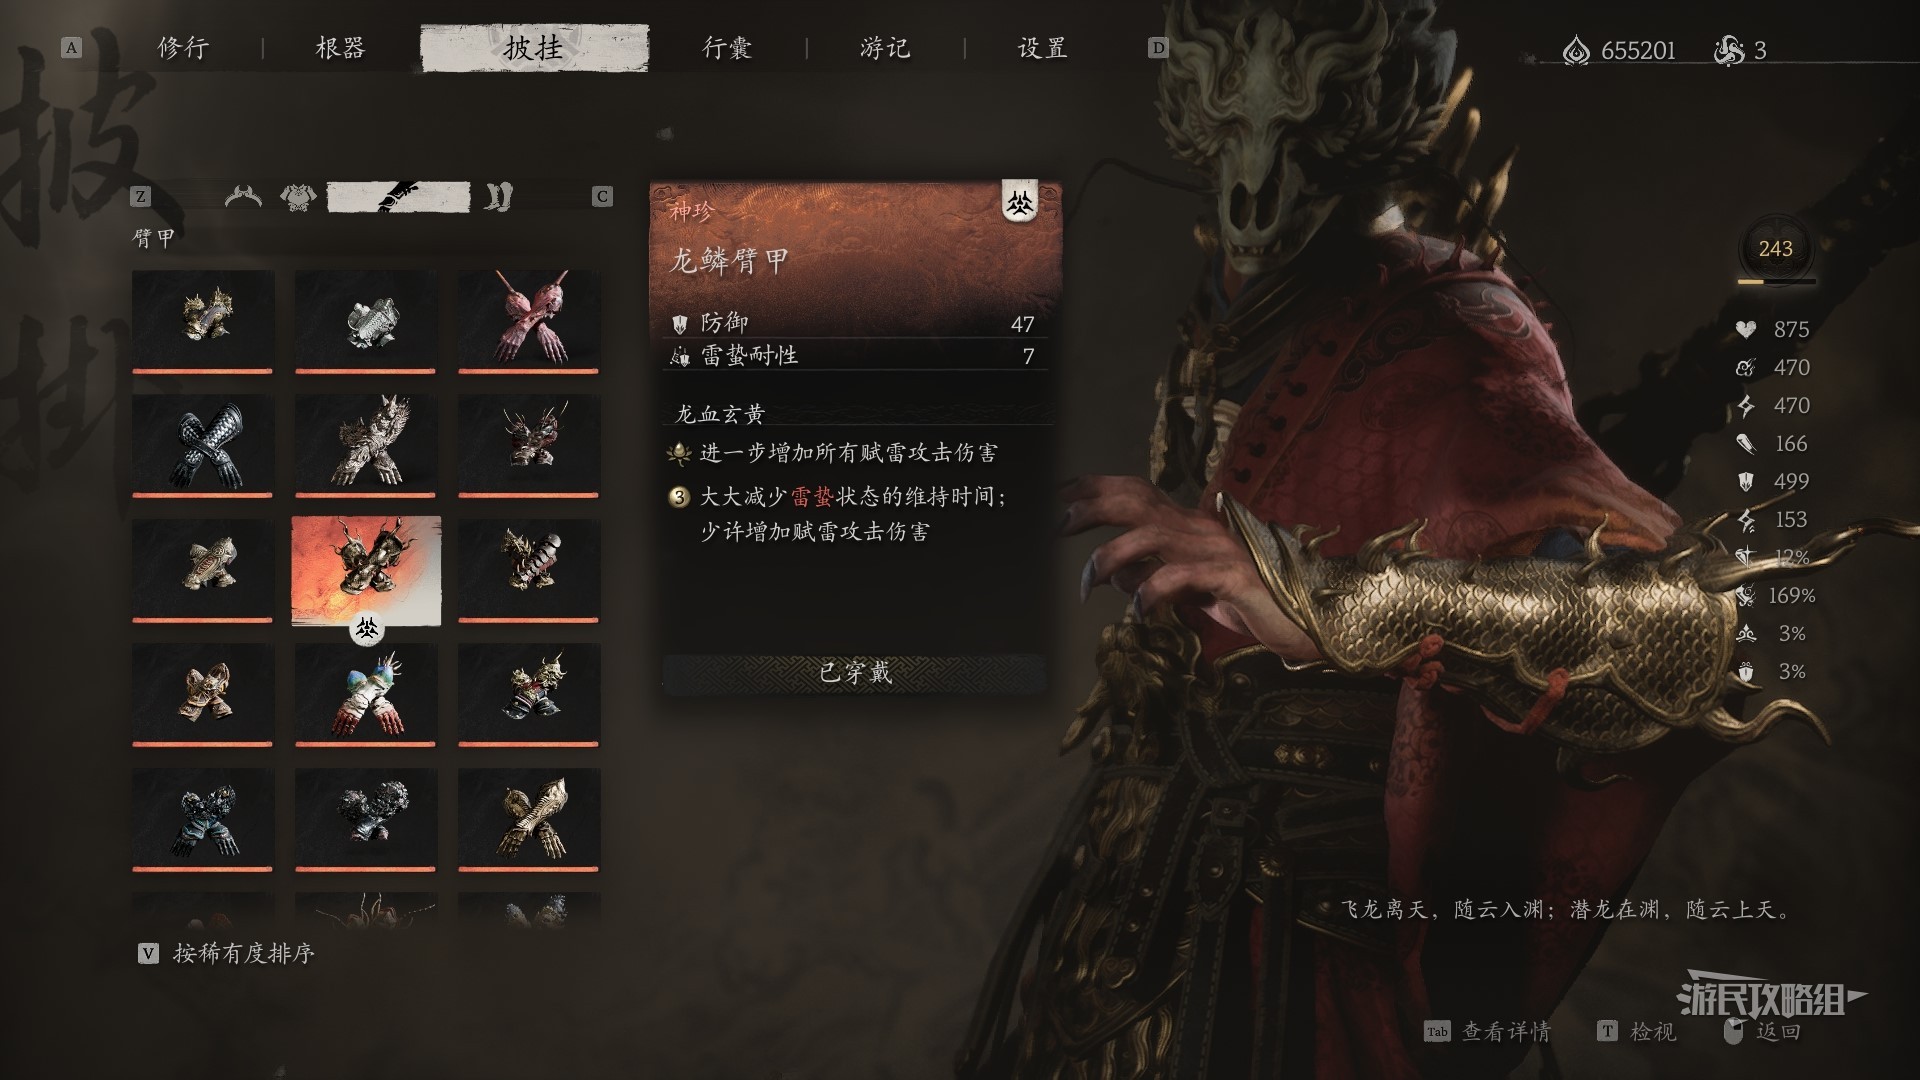 A
修行
根器
披挂
行囊
游记
设置
D
655201
3
披
掛
Z
C
臂甲
神珍
龙鳞臂甲
防御
47
雷蛰耐性
7
龙血玄黄
进一步增加所有赋雷攻击伤害
3 大大减少雷蛰状态的维持时间；
少许增加赋雷攻击伤害
已穿戴
243
875
470
470
166
499
153
12%
169%
3%
3%
飞龙离天，随云入渊；潜龙在渊，随云上天。
V 按稀有度排序
游民攻略组
Tab 查看详情
T 检视
返回